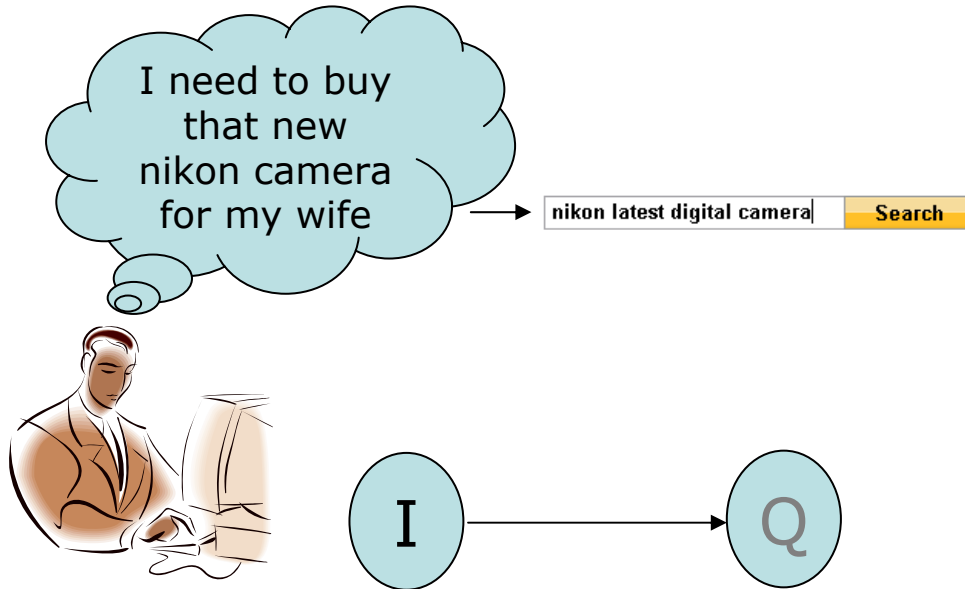 I need to buy
that new
nikon camera
for my wife
nikon latest digital camera
Search
I
Q